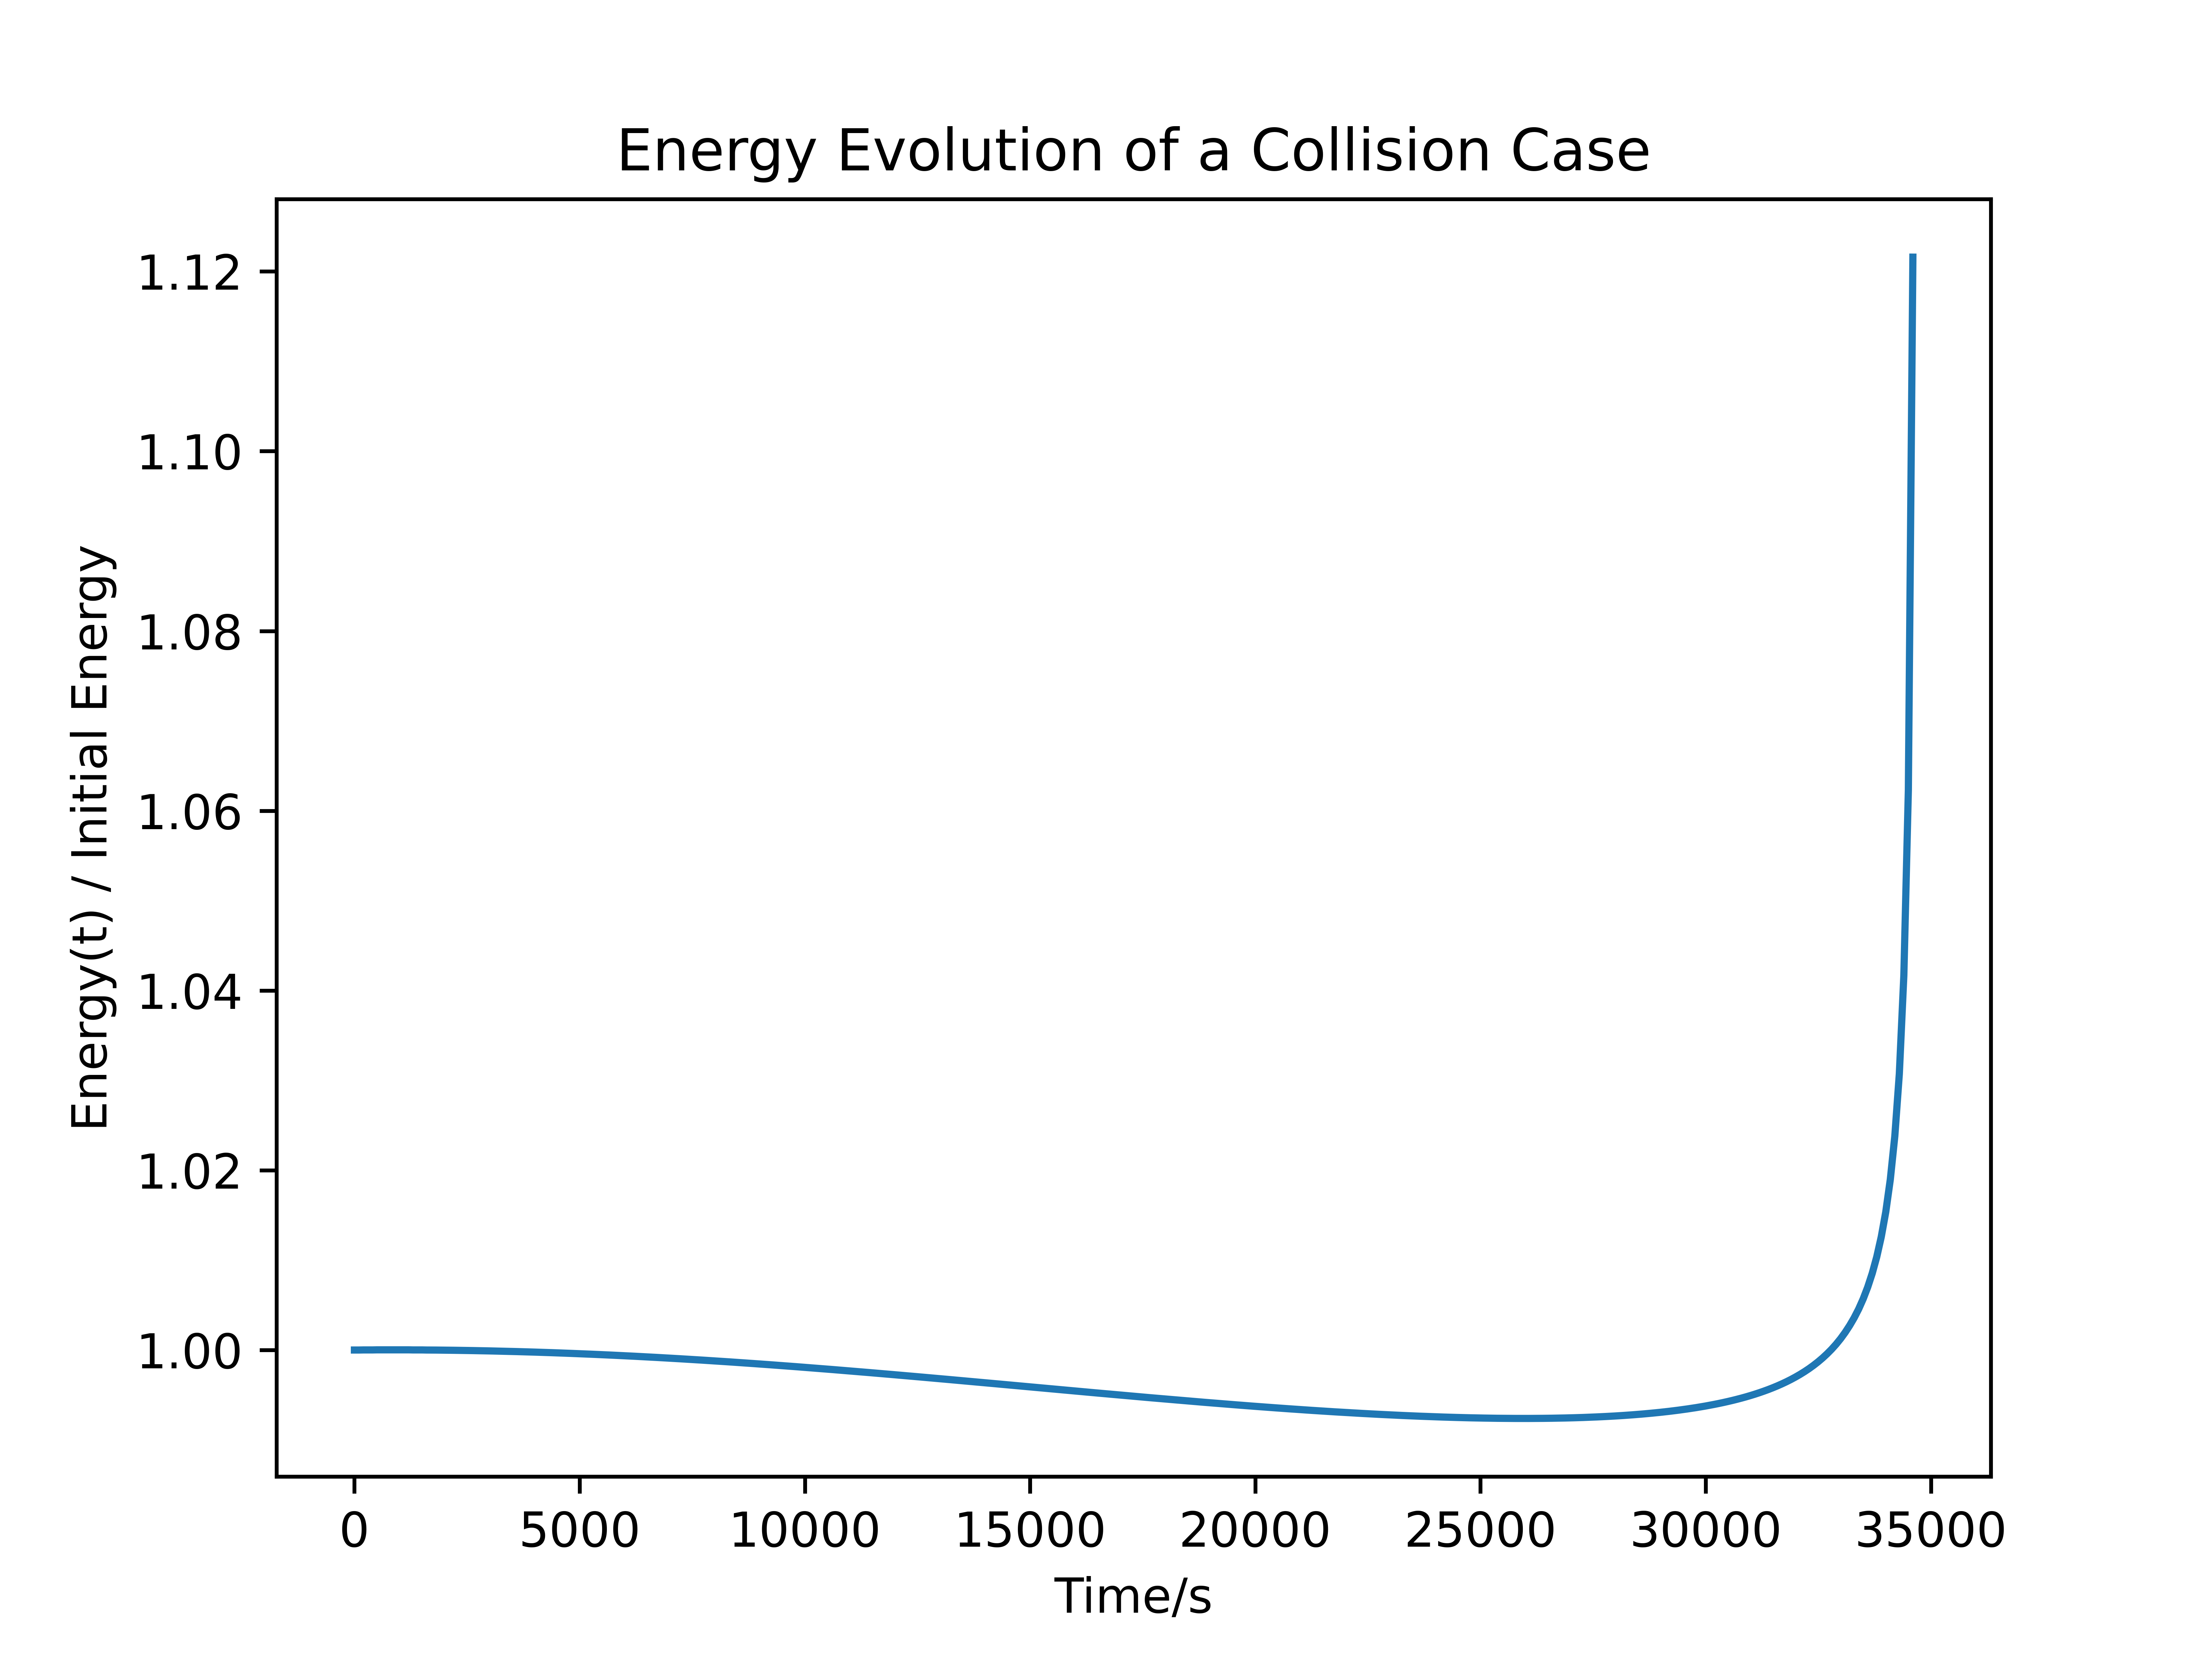 Energy Evolution of a Collision Case
1.12
1.10
1.08
1.06
1.04
1.02
1.00
Energy(t) / Initial Energy
0 5000 10000 15000 20000 25000 30000 35000
Time/s